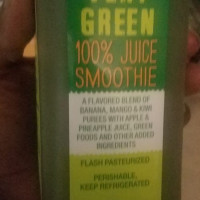 GREEN
100% JUICE
SMOOTHIE
A FLAVORED BLEND OF
BANANA, MANGO & KIWI
PUREES WITH APPLE &
PINEAPPLE JUICE, GREEN
FOODS AND OTHER ADDED
INGREDIENTS
FLASH PASTEURIZED
PERISHABLE,
KEEP REFRIGERATED